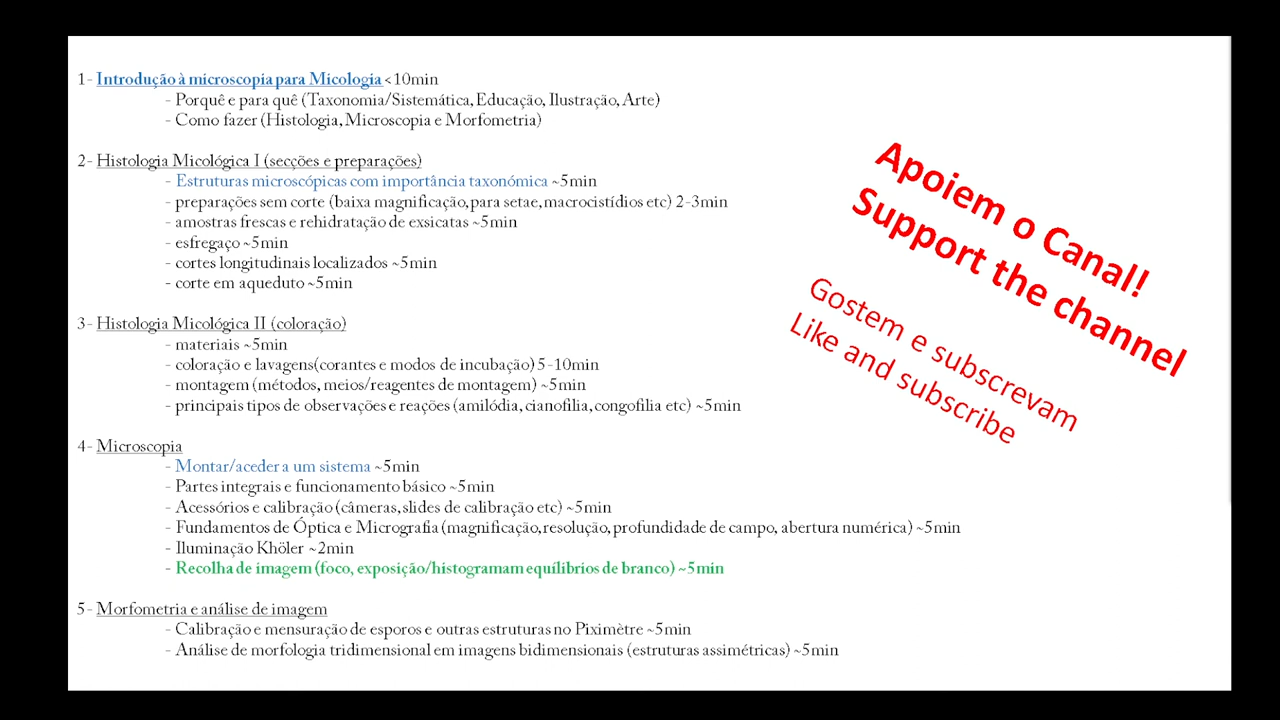 1- Introdução à microscopia para Micologia <10min
- Porquê e para quê (Taxonomia/Sistemática, Educação, Ilustração, Arte)
- Como fazer (Histologia, Microscopia e Morfometria)
2- Histologia Micológica I (secções e preparações)
- Estruturas microscópicas com importância taxonómica ~5min
- preparações sem corte (baixa magnificação, para setae, macrocistídios etc) 2-3min
- amostras frescas e rehidratação de exsicatas ~5min
- esfregaço ~5min
- cortes longitudinais localizados ~5min
- corte em aqueduto ~5min
3- Histologia Micológica II (coloração)
- materiais ~5min
- coloração e lavagens(corantes e modos de incubação) 5-10min
- montagem (métodos, meios/reagentes de montagem) ~5min
- principais tipos de observações e reações (amilódia, cianofilia, congofilia etc) ~5min
4- Microscopia
- Montar/aceder a um sistema ~5min
- Partes integrais e funcionamento básico ~5min
- Acessórios e calibração (câmeras, slides de calibração etc) ~5min
- Fundamentos de Óptica e Micrografia (magnificação, resolução, profundidade de campo, abertura numérica) ~5min
- Iluminação Khöler ~2min
- Recolha de imagem (foco, exposição/histogramam equílibrios de branco) ~5min
5- Morfometria e análise de imagem
- Calibração e mensuração de esporos e outras estruturas no Piximètre ~5min
- Análise de morfologia tridimensional em imagens bidimensionais (estruturas assimétricas) ~5min
Apoiem o Canal!
Support the channel
Gostem e subscrevam
Like and subscribe